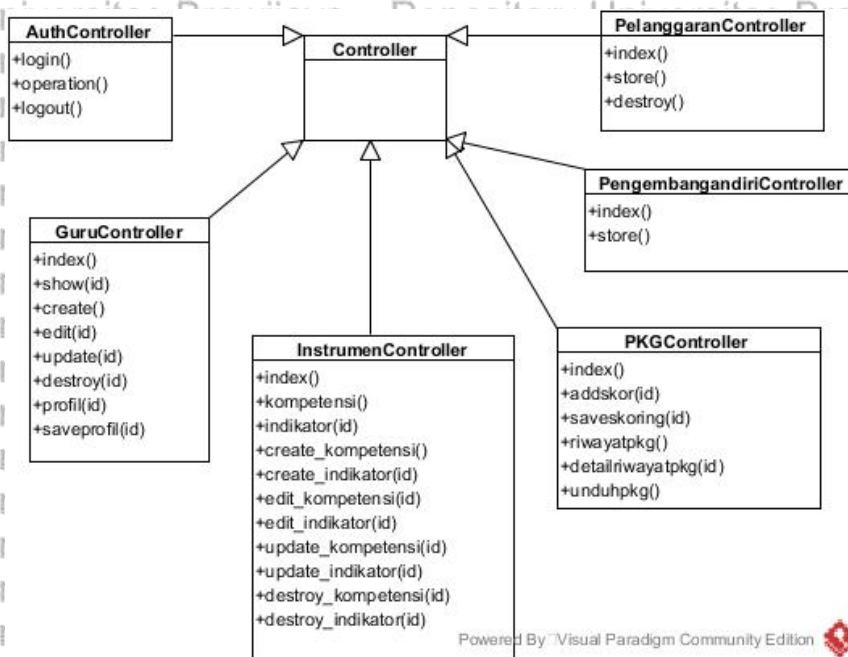 AuthController
+login()
+operation()
+logout()
Controller
PelanggaranController
+index()
+store()
+destroy()
PengembangandiriController
+index()
+store()
GuruController
+index()
+show(id)
+create()
+edit(id)
+update(id)
+destroy(id)
+profil(id)
+saveprofil(id)
InstrumenController
+index()
+kompetensi()
+indikator(id)
+create_kompetensi()
+create_indikator(id)
+edit_kompetensi(id)
+edit_indikator(id)
+update_kompetensi(id)
+update_indikator(id)
+destroy_kompetensi(id)
+destroy_indikator(id)
PKGController
+index()
+addskor(id)
+saveskoring(id)
+riwayatpkg()
+detailriwayatpkg(id)
+unduhpkg()
Powered By Visual Paradigm Community Edition